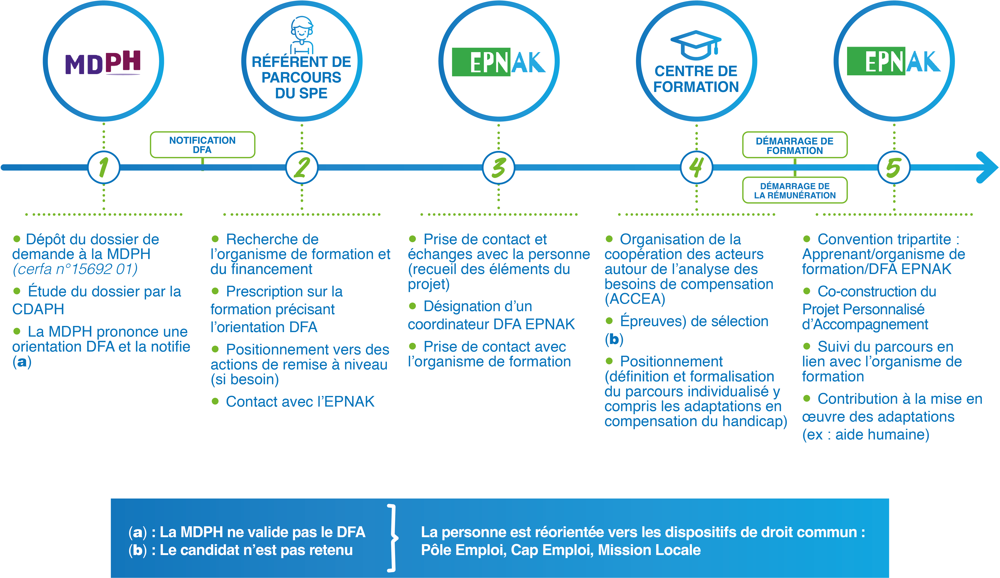 MDPH
RÉFÉRENT DE
PARCOURS
DU SPE
EPNAK
CENTRE DE
FORMATION
EPNAK
NOTIFICATION
DFA
DÉMARRAGE DE
FORMATION
1
2
3
4
5
DÉMARRAGE DE
LA RÉMUNÉRATION
● Dépôt du dossier de
demande à la MDPH
(cerfa n°15692 01)
● Étude du dossier par la
CDAPH
● La MDPH prononce une
orientation DFA et la notifie
(a)
● Recherche de
l’organisme de formation et
du financement
● Prescription sur la
formation précisant
l’orientation DFA
● Positionnement vers des
actions de remise à niveau
(si besoin)
● Contact avec l’EPNAK
● Prise de contact et
échanges avec la personne
(recueil des éléments du
projet)
● Désignation d’un
coordinateur DFA EPNAK
● Prise de contact avec
l’organisme de formation
● Organisation de la
coopération des acteurs
autour de l’analyse des
besoins de compensation
(ACCEA)
● Épreuves) de sélection
(b)
● Positionnement
(définition et formalisation
du parcours individualisé y
compris les adaptations en
compensation du handicap)
● Convention tripartite :
Apprenant/organisme de
formation/DFA EPNAK
● Co-construction du
Projet Personnalisé
d’Accompagnement
● Suivi du parcours en
lien avec l’organisme de
formation
● Contribution à la mise en
œuvre des adaptations
(ex : aide humaine)
(a) : La MDPH ne valide pas le DFA
(b) : Le candidat n’est pas retenu
La personne est réorientée vers les dispositifs de droit commun :
Pôle Emploi, Cap Emploi, Mission Locale